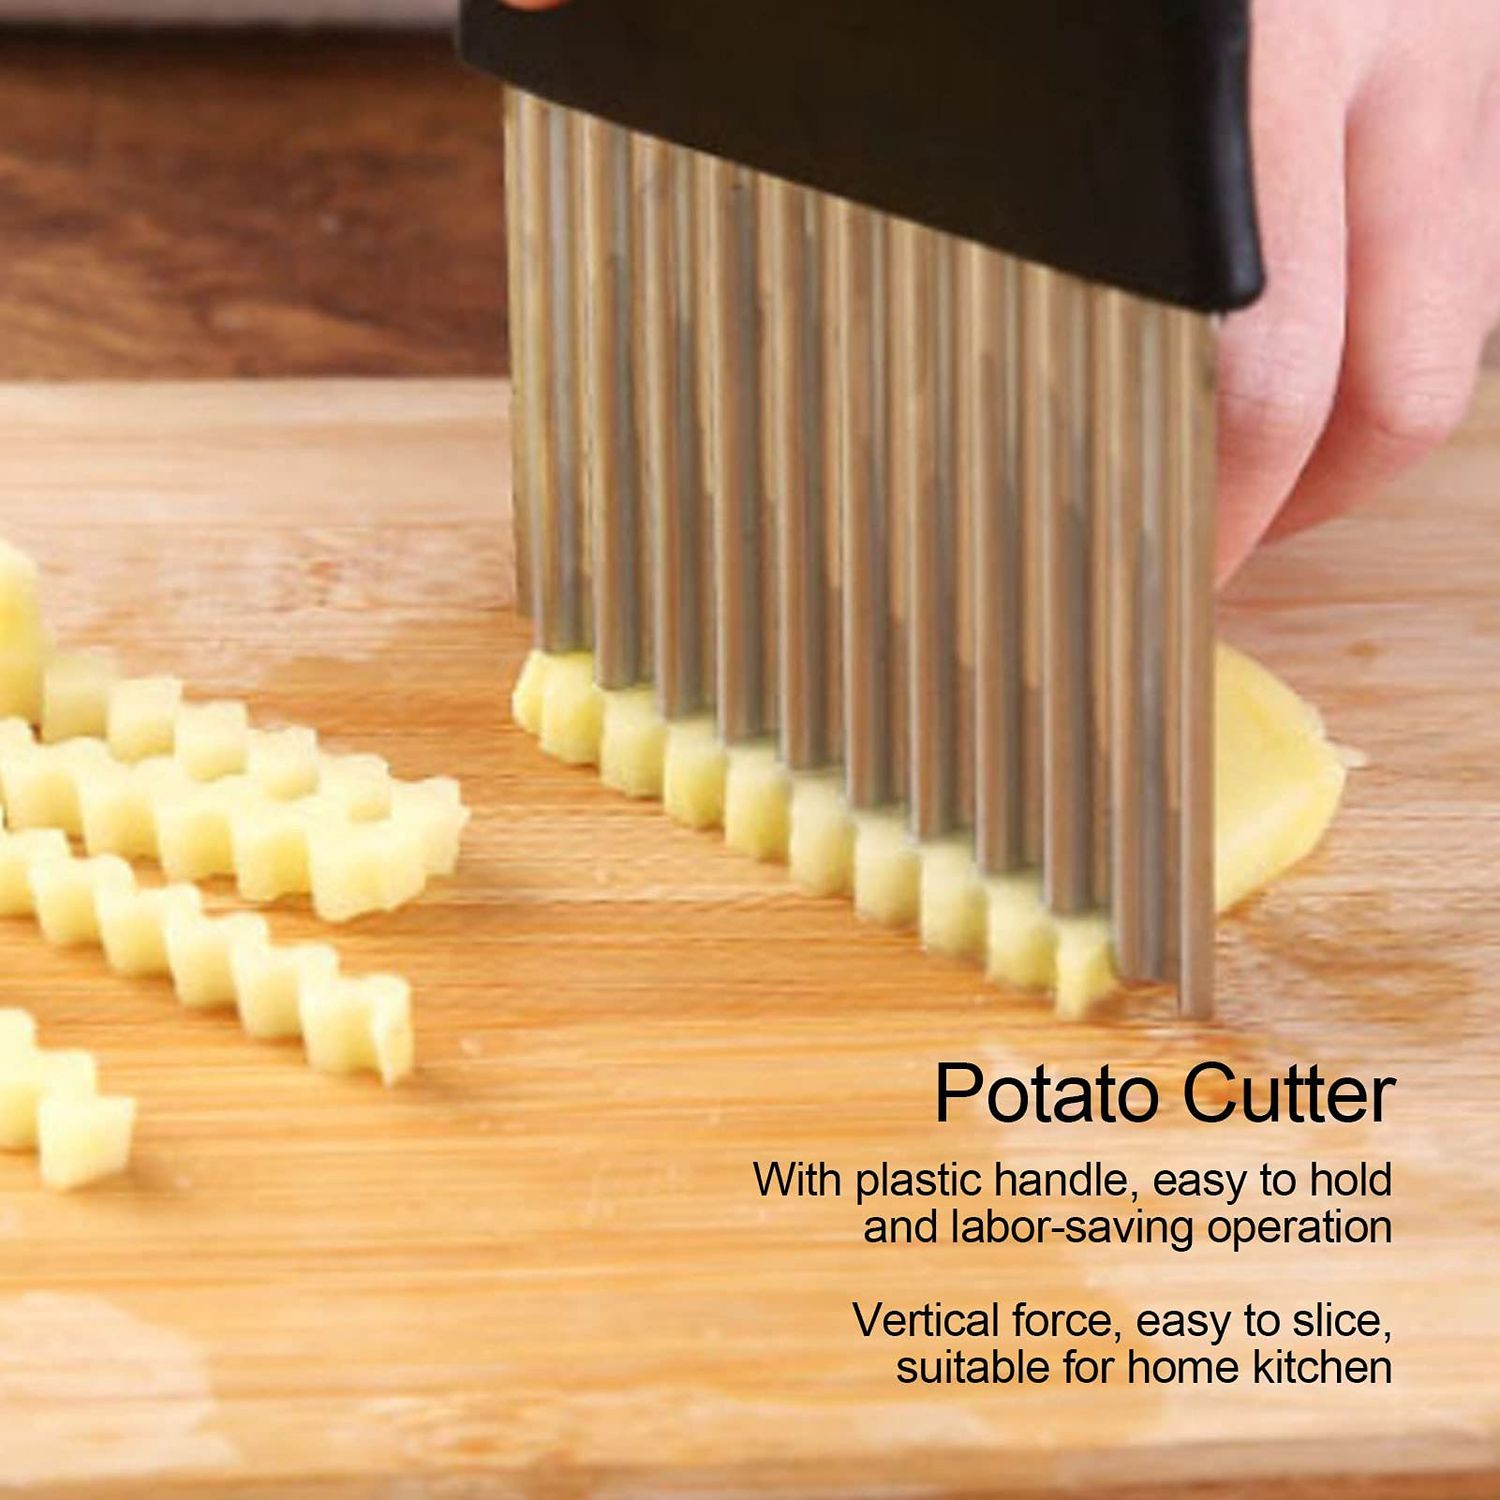 Potato Cutter
With plastic handle, easy to hold
and labor-saving operation
Vertical force, easy to slice,
suitable for home kitchen